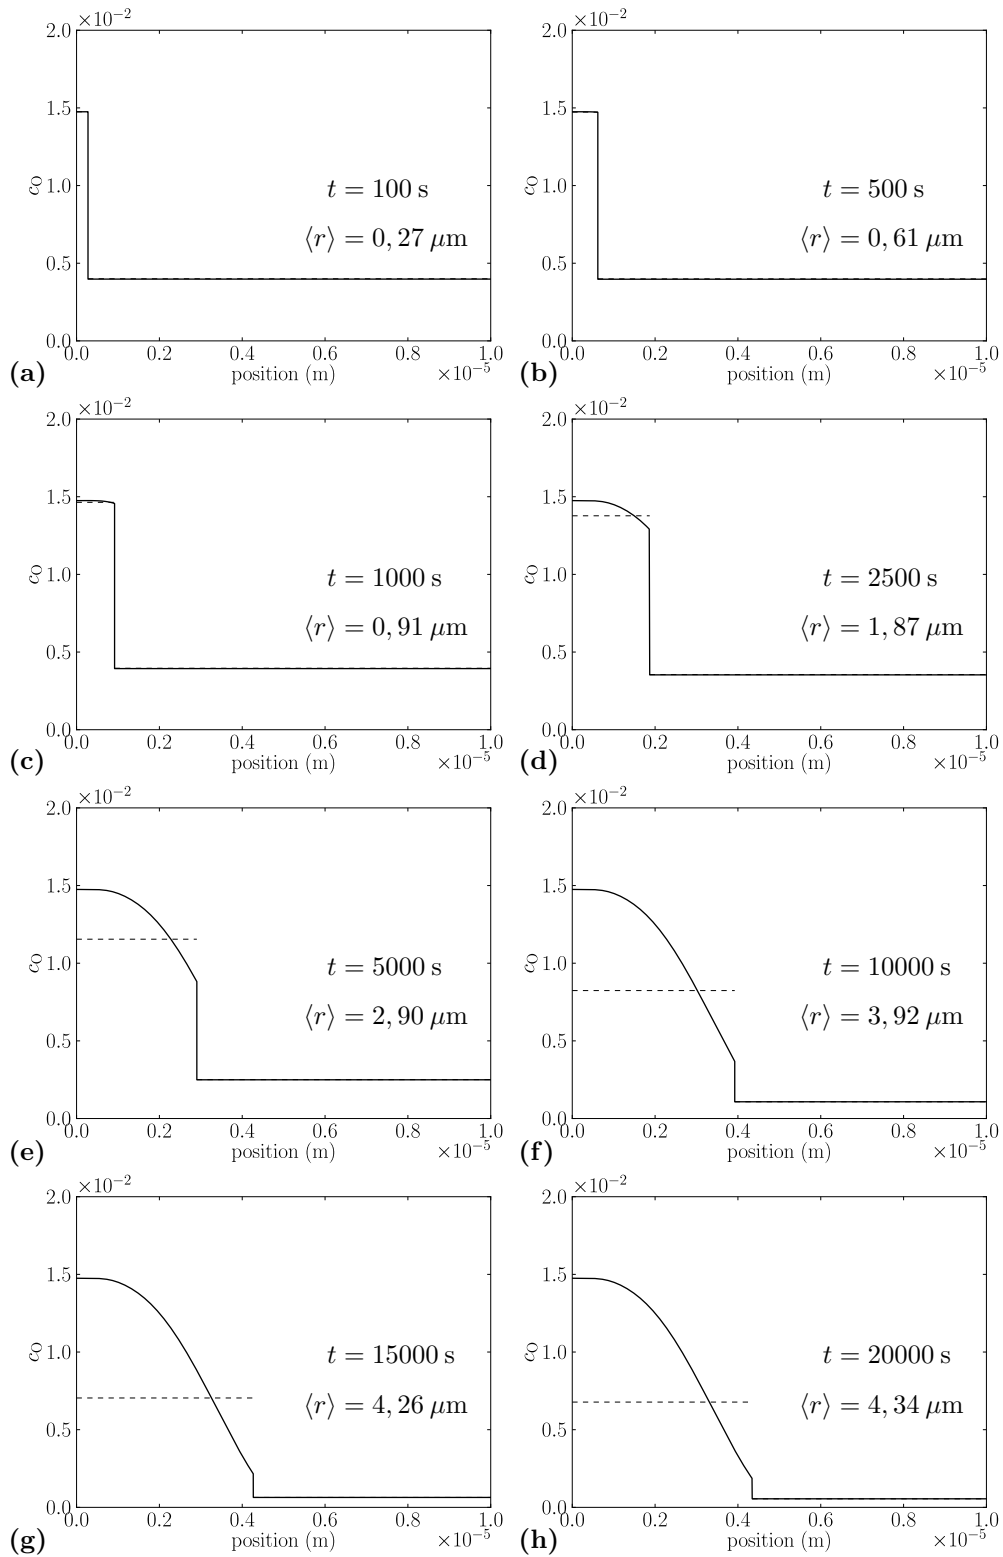 ×10⁻²
2.0
1.5
c_O
1.0
t = 100 s
⟨r⟩ = 0, 27 μm
0.5
0.0
0.0 0.2 0.4 0.6 0.8 1.0
(a) position (m) ×10⁻⁵
×10⁻²
2.0
1.5
c_O
1.0
t = 500 s
⟨r⟩ = 0, 61 μm
0.5
0.0
0.0 0.2 0.4 0.6 0.8 1.0
(b) position (m) ×10⁻⁵
×10⁻²
2.0
1.5
c_O
1.0
t = 1000 s
⟨r⟩ = 0, 91 μm
0.5
0.0
0.0 0.2 0.4 0.6 0.8 1.0
(c) position (m) ×10⁻⁵
×10⁻²
2.0
1.5
c_O
1.0
t = 2500 s
⟨r⟩ = 1, 87 μm
0.5
0.0
0.0 0.2 0.4 0.6 0.8 1.0
(d) position (m) ×10⁻⁵
×10⁻²
2.0
1.5
c_O
1.0
t = 5000 s
⟨r⟩ = 2, 90 μm
0.5
0.0
0.0 0.2 0.4 0.6 0.8 1.0
(e) position (m) ×10⁻⁵
×10⁻²
2.0
1.5
c_O
1.0
t = 10000 s
⟨r⟩ = 3, 92 μm
0.5
0.0
0.0 0.2 0.4 0.6 0.8 1.0
(f) position (m) ×10⁻⁵
×10⁻²
2.0
1.5
c_O
1.0
t = 15000 s
⟨r⟩ = 4, 26 μm
0.5
0.0
0.0 0.2 0.4 0.6 0.8 1.0
(g) position (m) ×10⁻⁵
×10⁻²
2.0
1.5
c_O
1.0
t = 20000 s
⟨r⟩ = 4, 34 μm
0.5
0.0
0.0 0.2 0.4 0.6 0.8 1.0
(h) position (m) ×10⁻⁵